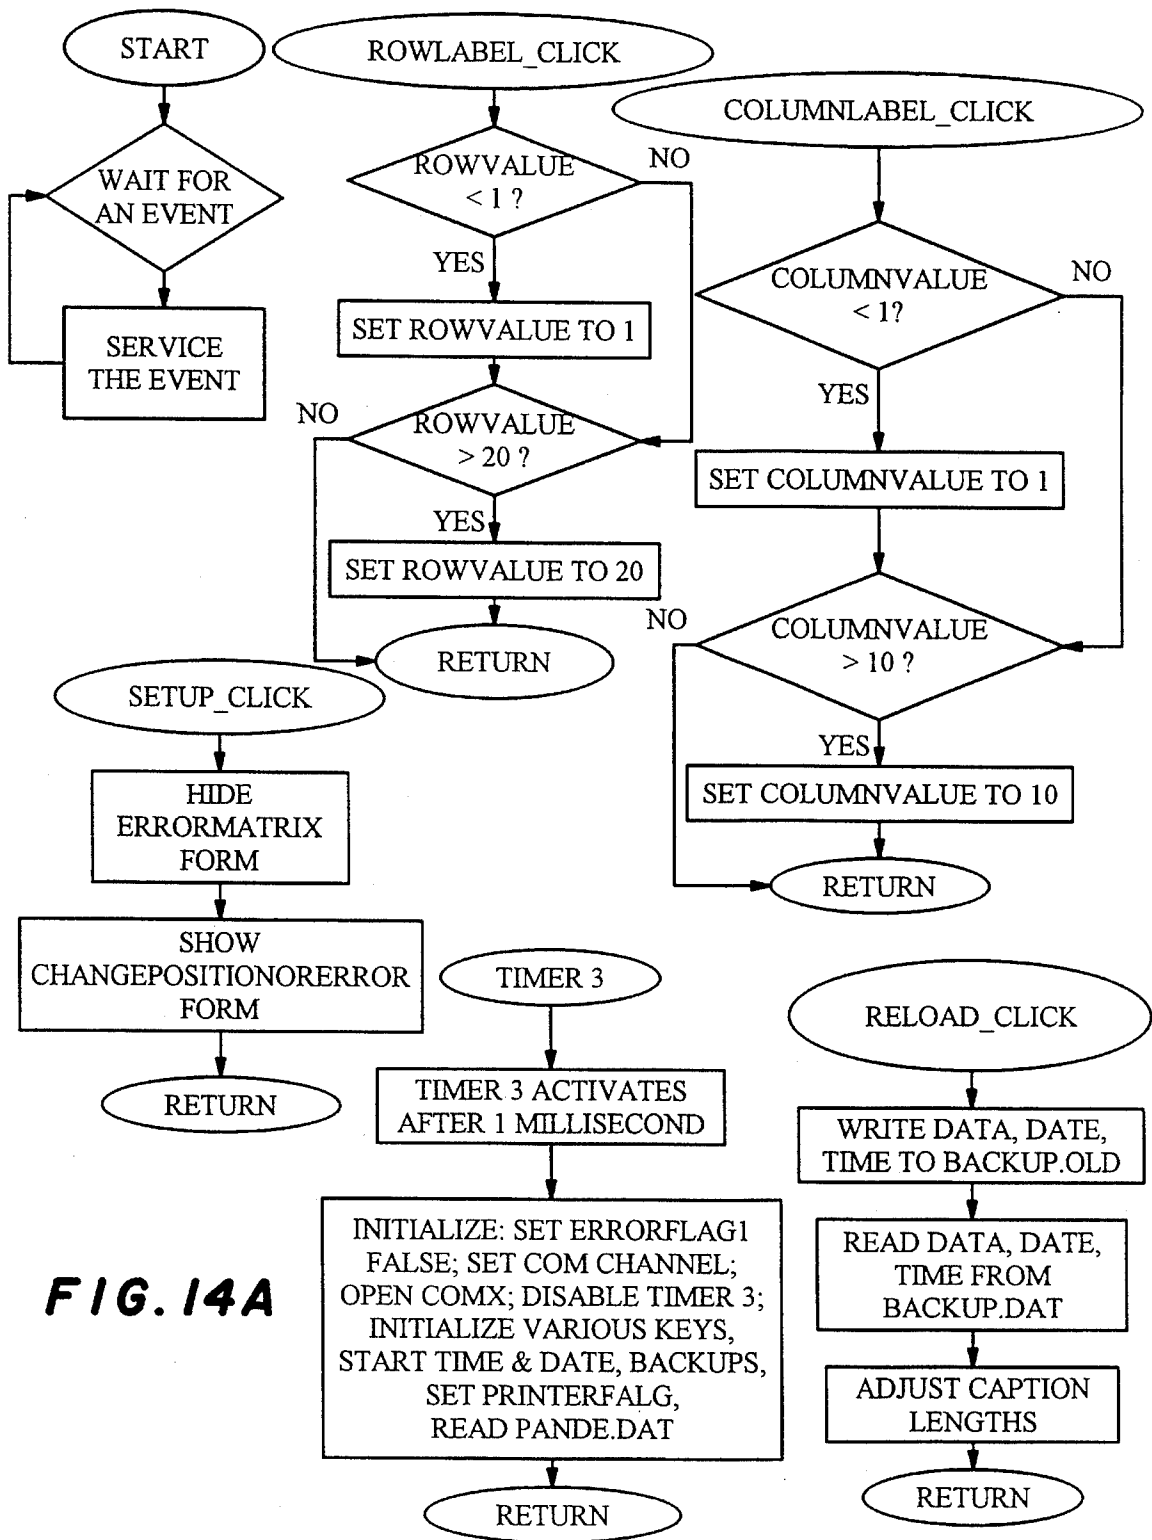 START
WAIT FOR
AN EVENT
SERVICE
THE EVENT
ROWLABEL_CLICK
ROWVALUE
< 1 ?
NO
YES
SET ROWVALUE TO 1
ROWVALUE
> 20 ?
NO
YES
SET ROWVALUE TO 20
RETURN
COLUMNLABEL_CLICK
COLUMNVALUE
< 1?
NO
YES
SET COLUMNVALUE TO 1
COLUMNVALUE
> 10 ?
NO
YES
SET COLUMNVALUE TO 10
RETURN
SETUP_CLICK
HIDE
ERRORMATRIX
FORM
SHOW
CHANGEPOSITIONORERROR
FORM
RETURN
TIMER 3
TIMER 3 ACTIVATES
AFTER 1 MILLISECOND
INITIALIZE: SET ERRORFLAG1
FALSE; SET COM CHANNEL;
OPEN COMX; DISABLE TIMER 3;
INITIALIZE VARIOUS KEYS,
START TIME & DATE, BACKUPS,
SET PRINTERFALG,
READ PANDE.DAT
RETURN
RELOAD_CLICK
WRITE DATA, DATE,
TIME TO BACKUP.OLD
READ DATA, DATE,
TIME FROM
BACKUP.DAT
ADJUST CAPTION
LENGTHS
RETURN
FIG. 14A